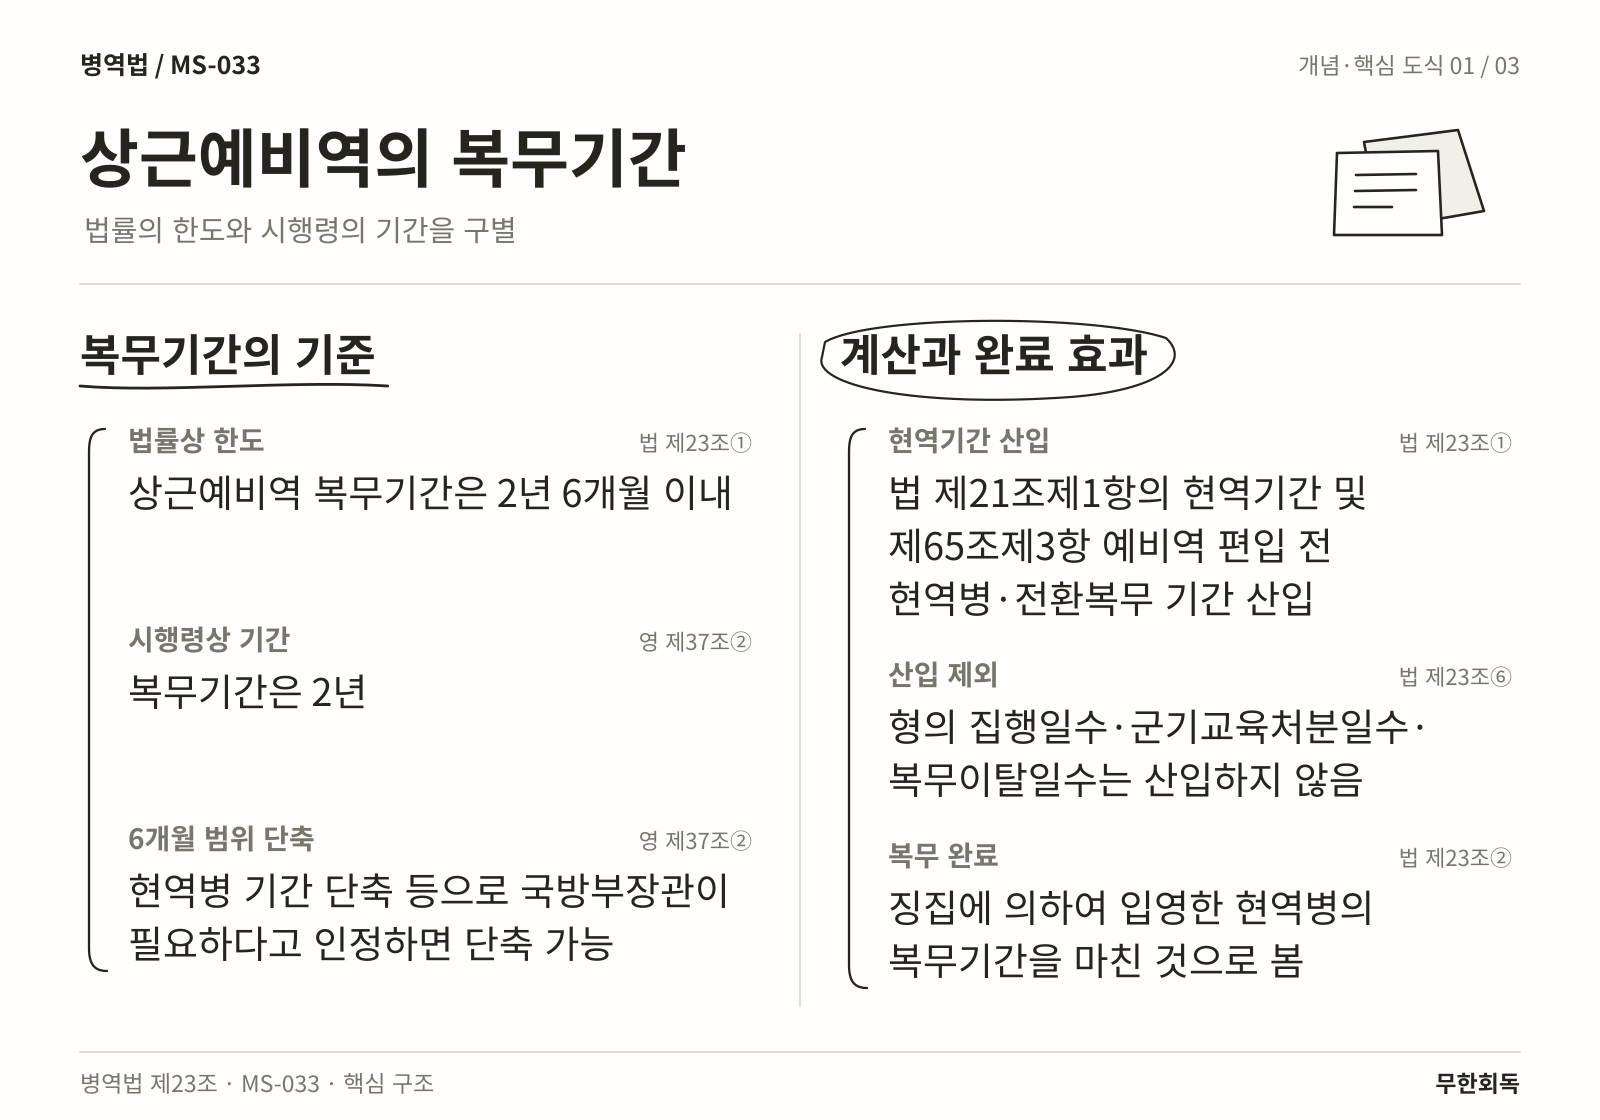 병역법 / MS-033
개념·핵심 도식 01 / 03
상근예비역의 복무기간
법률의 한도와 시행령의 기간을 구별
복무기간의 기준
법률상 한도
법 제23조①
상근예비역 복무기간은 2년 6개월 이내
시행령상 기간
영 제37조②
복무기간은 2년
6개월 범위 단축
영 제37조②
현역병 기간 단축 등으로 국방부장관이
필요하다고 인정하면 단축 가능
계산과 완료 효과
현역기간 산입
법 제23조①
법 제21조제1항의 현역기간 및
제65조제3항 예비역 편입 전
현역병·전환복무 기간 산입
산입 제외
법 제23조⑥
형의 집행일수·군기교육처분일수·
복무이탈일수는 산입하지 않음
복무 완료
법 제23조②
징집에 의하여 입영한 현역병의
복무기간을 마친 것으로 봄
병역법 제23조 · MS-033 · 핵심 구조
무한회독